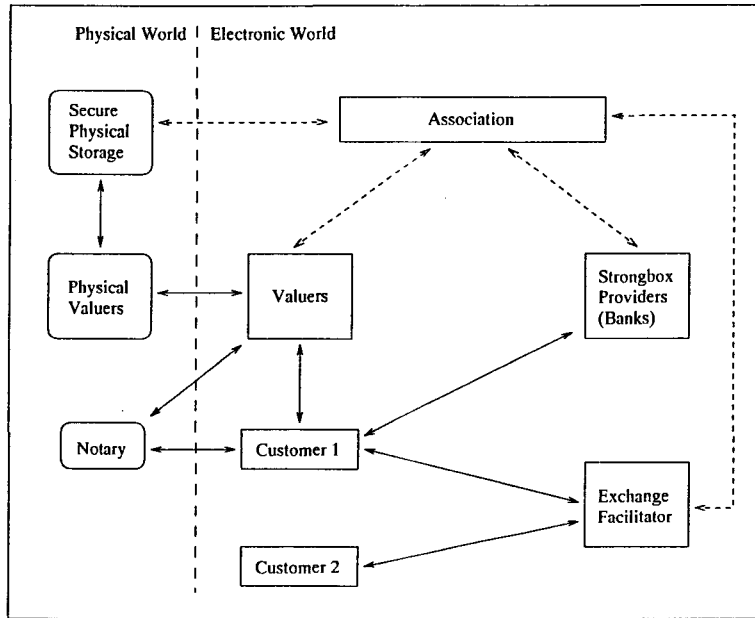 Physical World
Electronic World
Secure
Physical
Storage
Association
Physical
Valuers
Valuers
Strongbox
Providers
(Banks)
Notary
Customer 1
Exchange
Facilitator
Customer 2